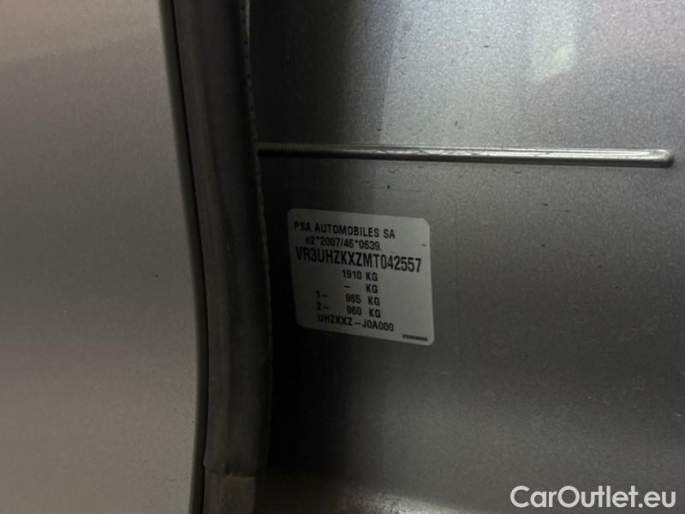 PSA AUTOMOBILES SA
e2*2007/46*0639.
VR3UHZKXZMT042557
1910 KG
- KG
1- 965 KG
2- 960 KG
UHZKXZ-J0A000
CarOutlet.eu